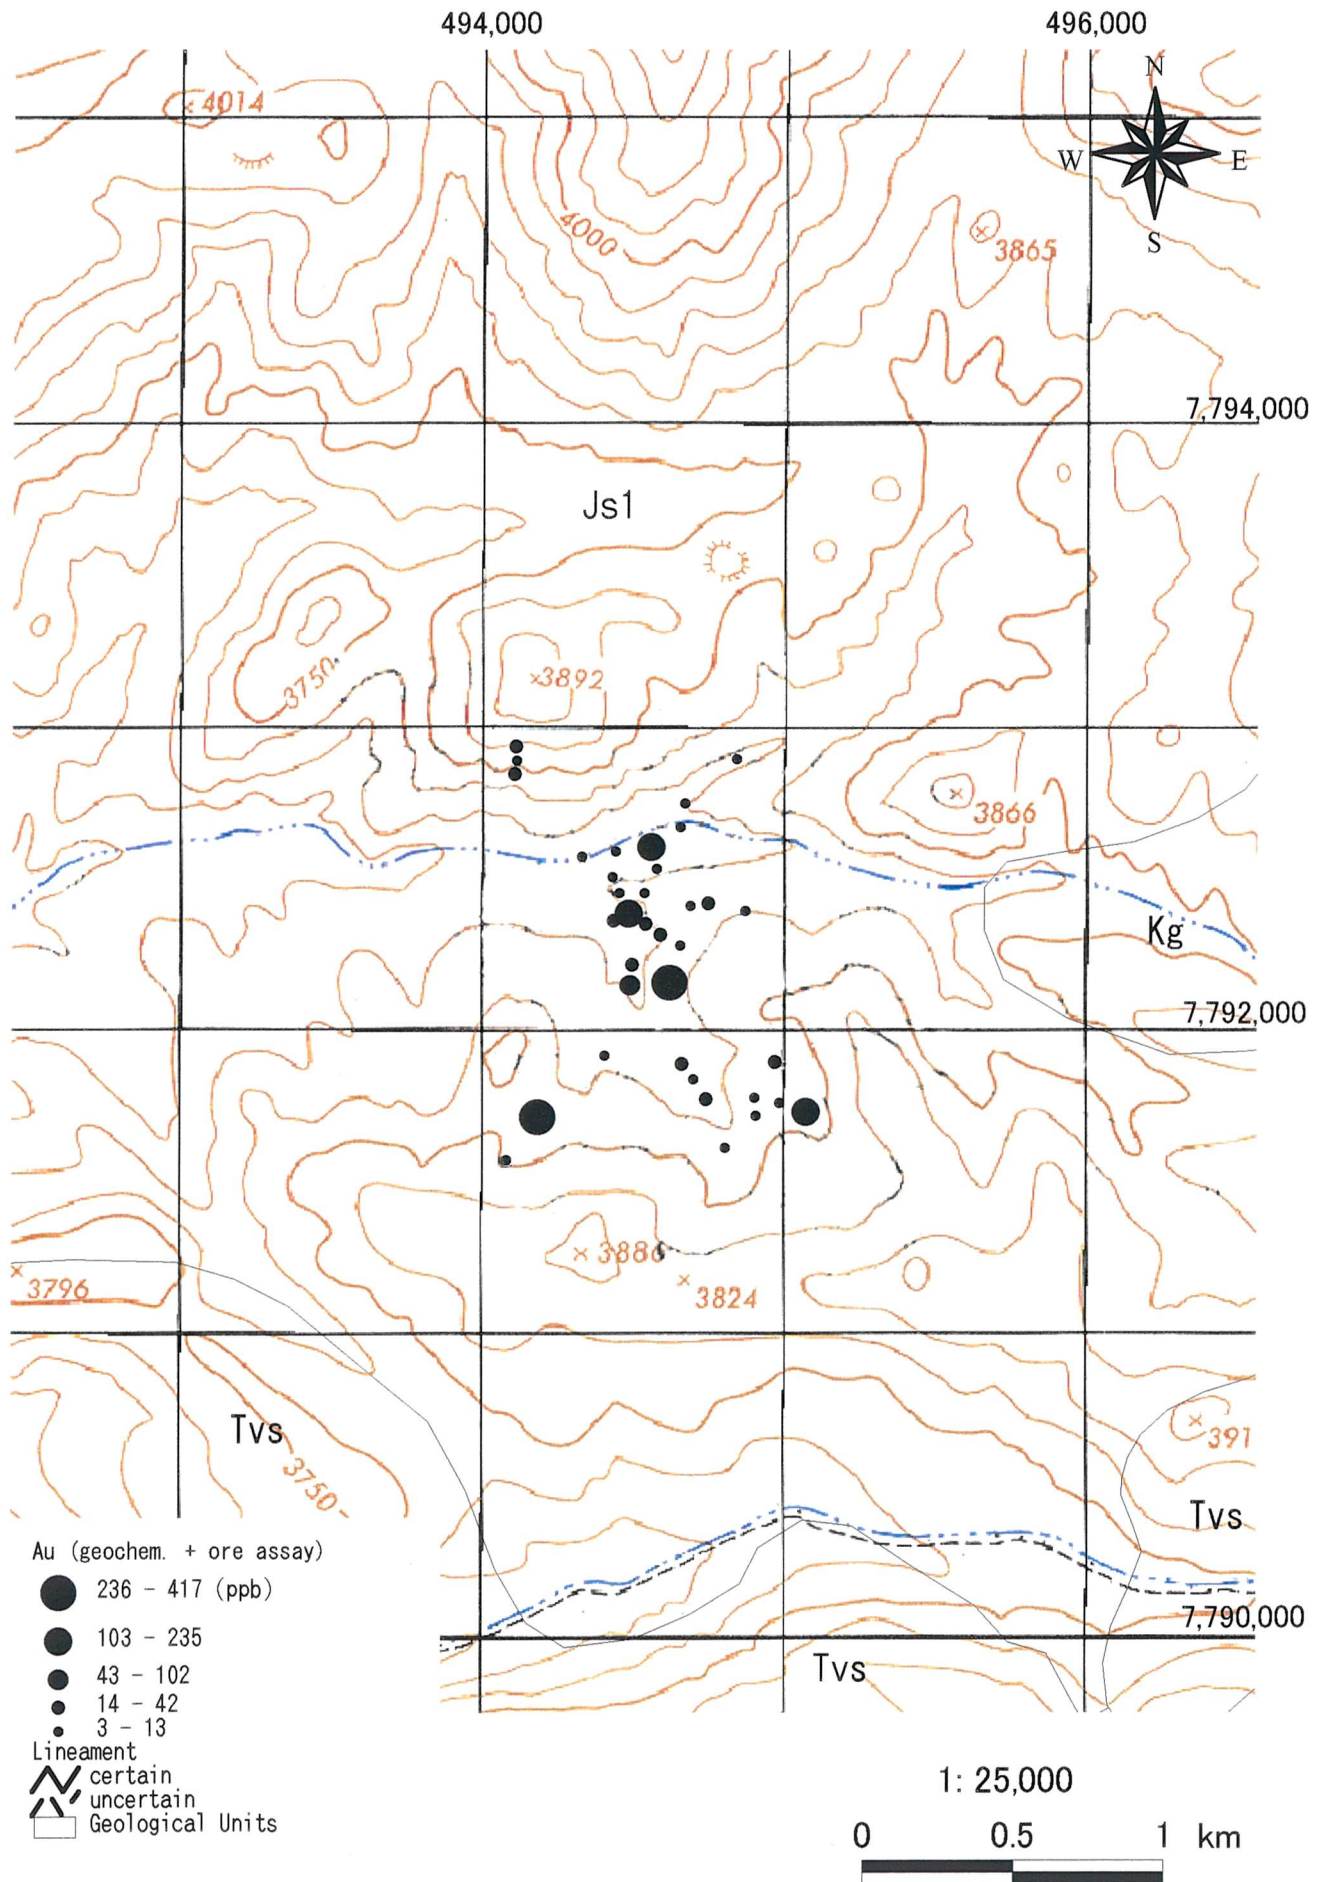 494,000 496,000
N
4014
W E
4000
S
3865
7,794,000
Js1
3750
3892
3866
Kg
7,792,000
3886
3796
3824
Tvs
391
3750
Tvs
Au (geochem. + ore assay)
236 - 417 (ppb)
103 - 235
43 - 102
14 - 42
3 - 13
Lineament
certain
uncertain
Geological Units
7,790,000
Tvs
1: 25,000
0 0.5 1 km